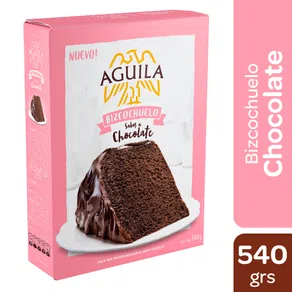 NUEVO!
AGUILA
BIZCOCHUELO
Sabor a
Chocolate
Bizcochuelo
Chocolate
540
grs